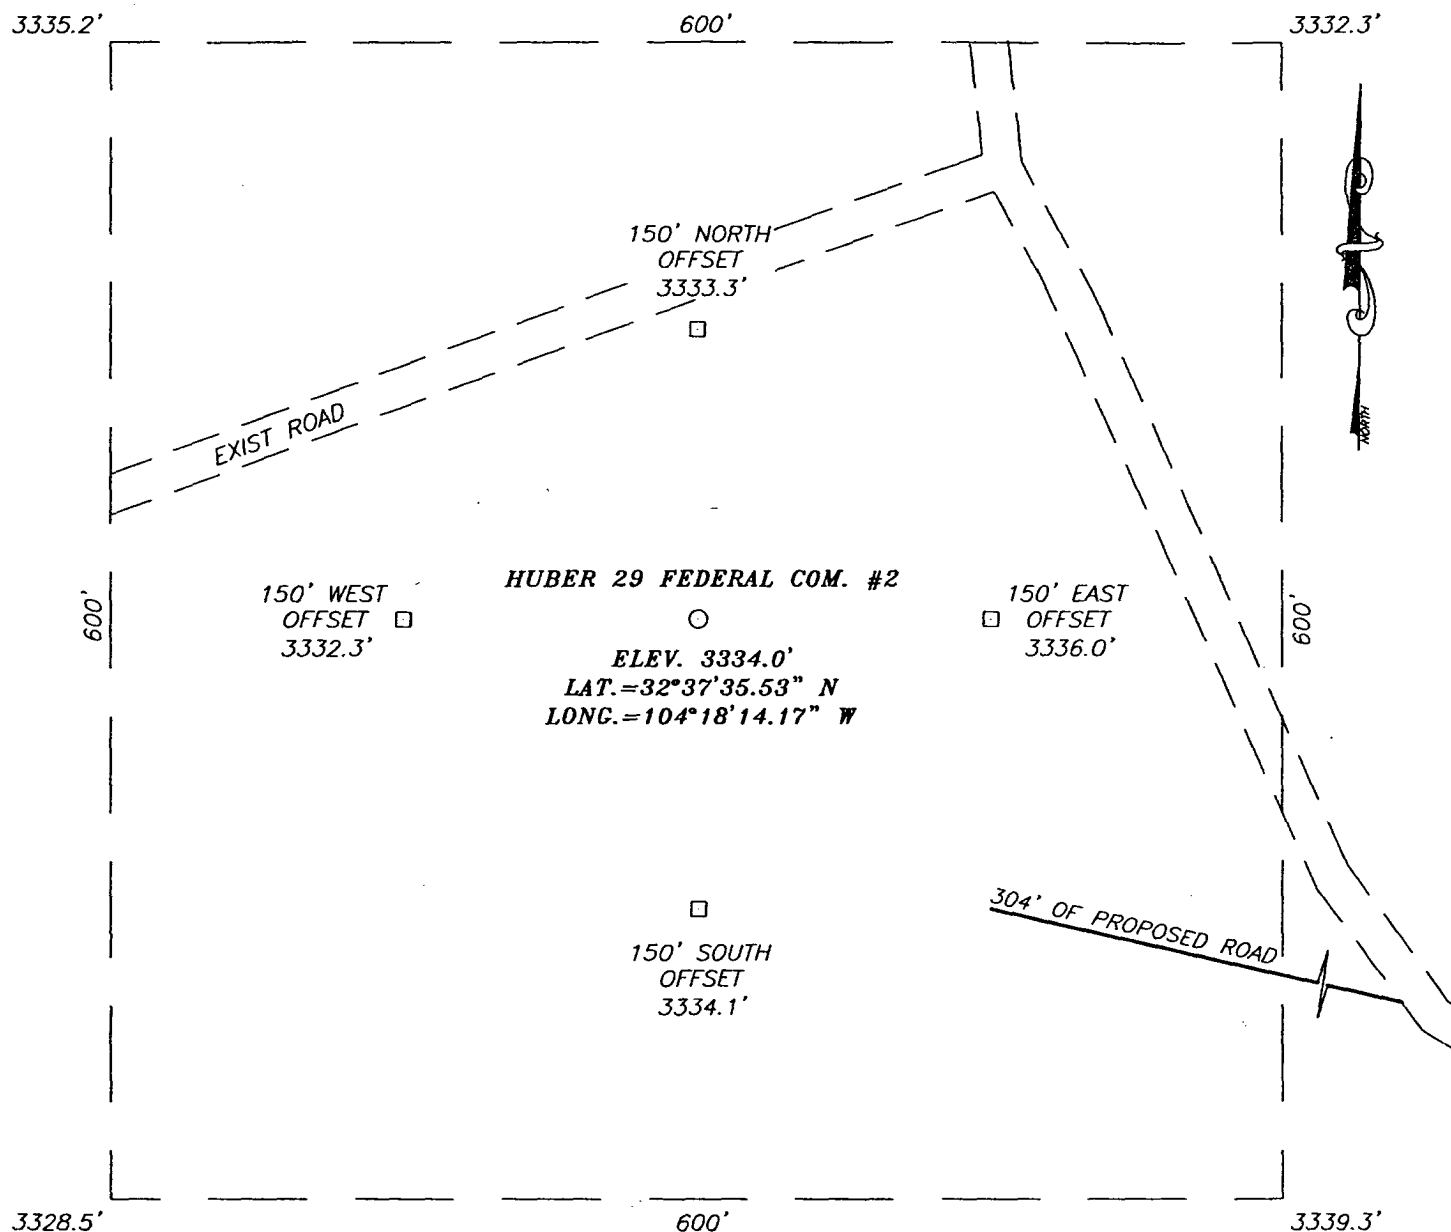 3335.2'
600'
3332.3'
150' NORTH
OFFSET
3333.3'
NORTH
EXIST ROAD
HUBER 29 FEDERAL COM. #2
150' WEST
OFFSET
3332.3'
150' EAST
OFFSET
3336.0'
600'
600'
ELEV. 3334.0'
LAT.=32°37'35.53" N
LONG.=104°18'14.17" W
304' OF PROPOSED ROAD
150' SOUTH
OFFSET
3334.1'
3328.5'
600'
3339.3'